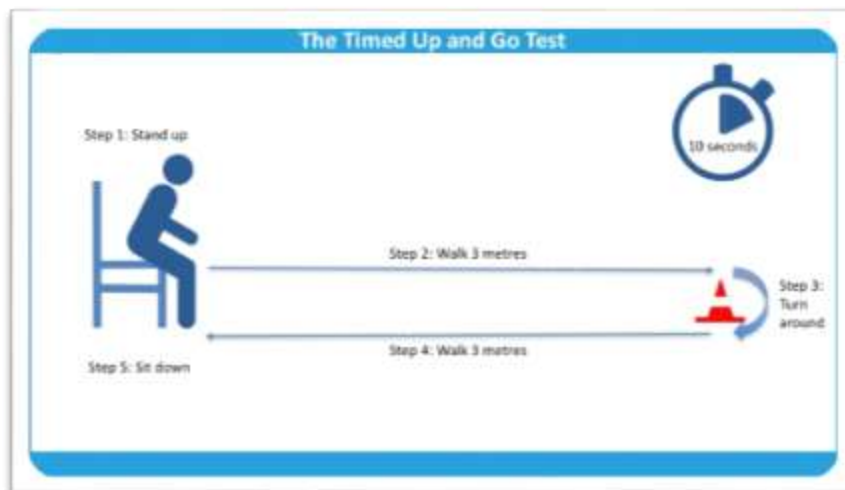 The Timed Up and Go Test
Step 1: Stand up
10 seconds
Step 2: Walk 3 metres
Step 3:
Turn
around
Step 4: Walk 3 metres
Step 5: Sit down